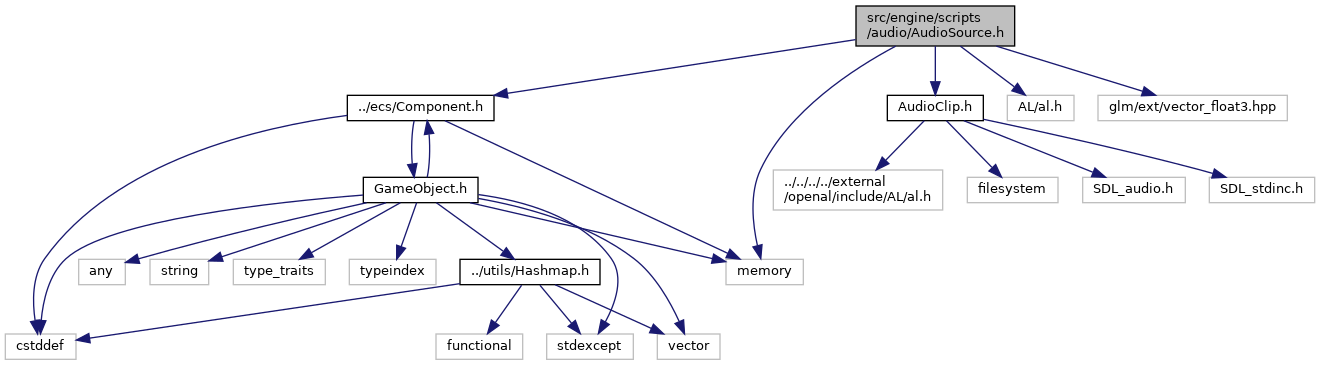 src/engine/scripts
/audio/AudioSource.h
../ecs/Component.h
AudioClip.h
AL/al.h
glm/ext/vector_float3.hpp
GameObject.h
../../../../external
/openal/include/AL/al.h
filesystem
SDL_audio.h
SDL_stdinc.h
any
string
type_traits
typeindex
../utils/Hashmap.h
memory
cstddef
functional
stdexcept
vector